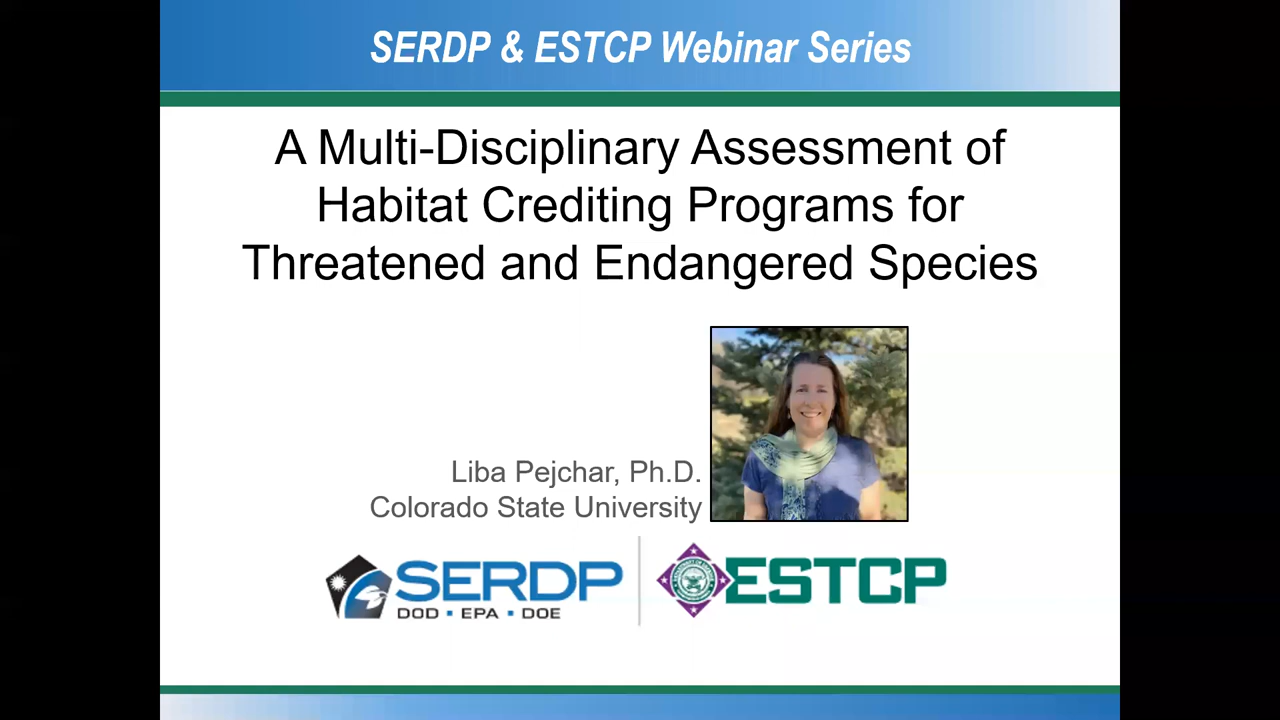 SERDP & ESTCP Webinar Series
A Multi-Disciplinary Assessment of
Habitat Crediting Programs for
Threatened and Endangered Species
Liba Pejchar, Ph.D.
Colorado State University
SERDP
DOD • EPA • DOE
ESTCP